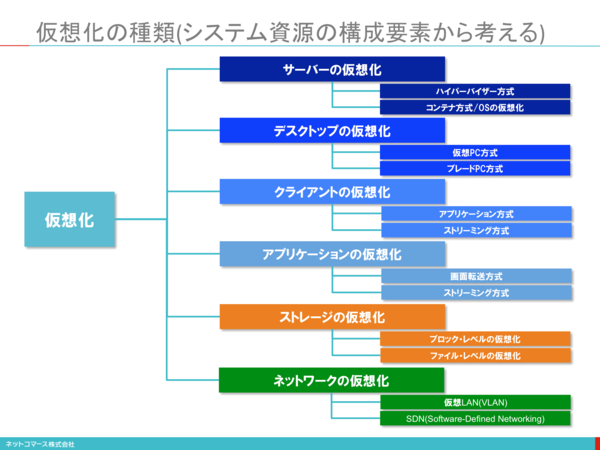 仮想化の種類(システム資源の構成要素から考える)
仮想化
サーバーの仮想化
ハイパーバイザー方式
コンテナ方式/OSの仮想化
デスクトップの仮想化
仮想PC方式
ブレードPC方式
クライアントの仮想化
アプリケーション方式
ストリーミング方式
アプリケーションの仮想化
画面転送方式
ストリーミング方式
ストレージの仮想化
ブロック・レベルの仮想化
ファイル・レベルの仮想化
ネットワークの仮想化
仮想LAN(VLAN)
SDN(Software-Defined Networking)
ネットコマース株式会社